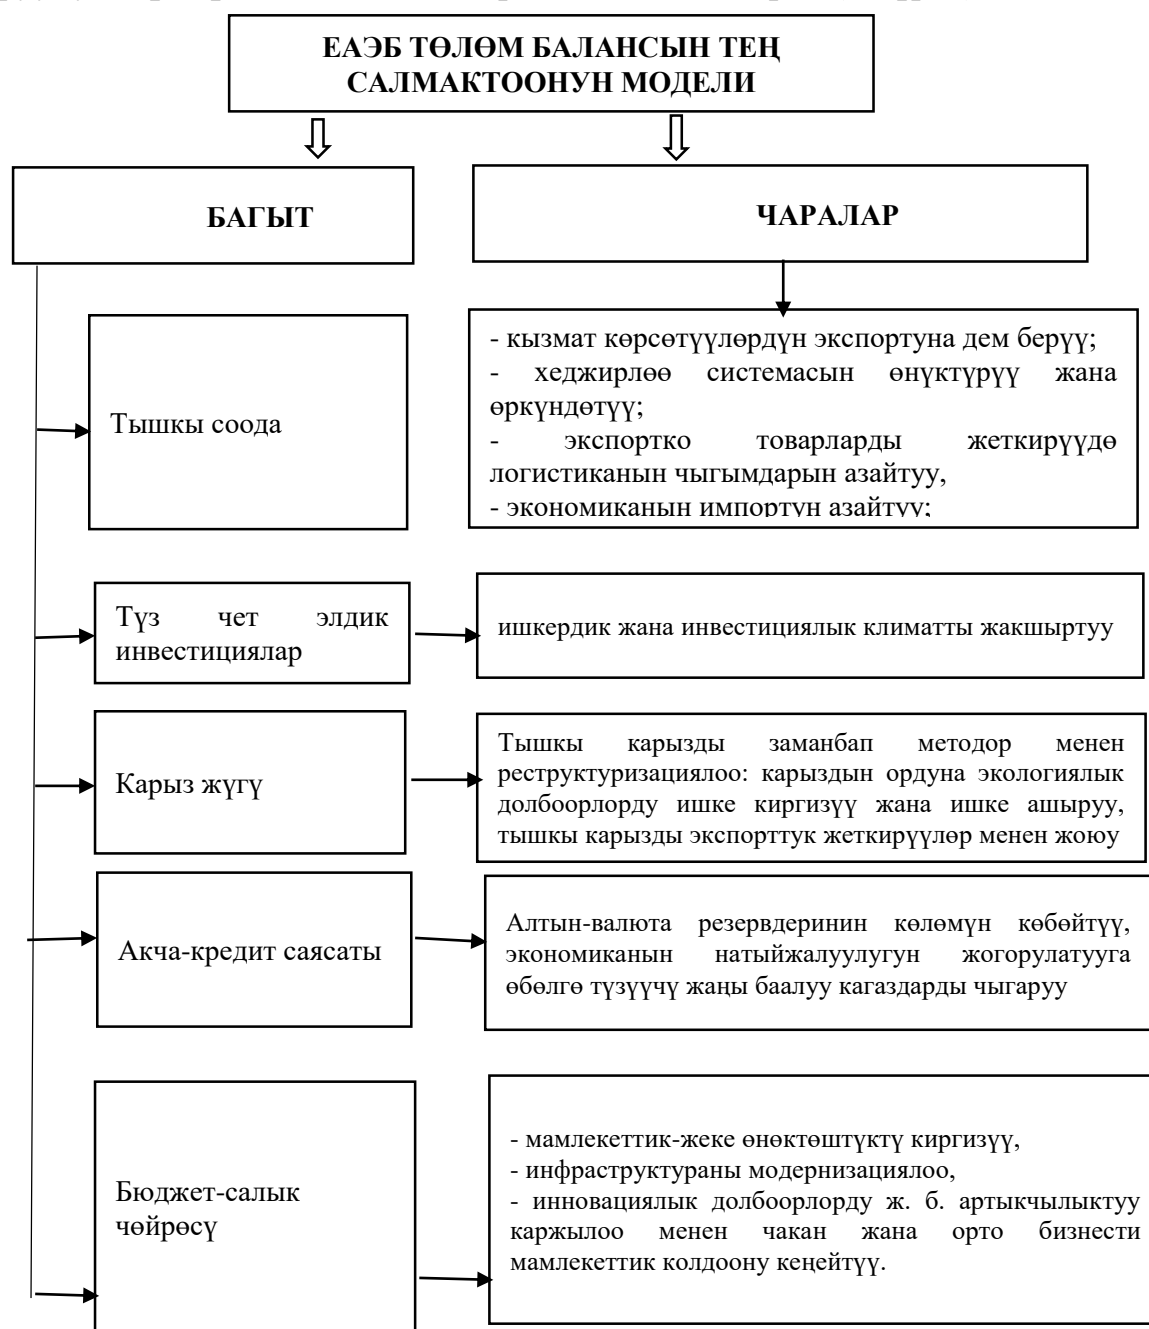 ЕАЭБ ТӨЛӨМ БАЛАНСЫН ТЕҢ
САЛМАКТООНУН МОДЕЛИ
БАГЫТ
ЧАРАЛАР
Тышкы соода
- кызмат көрсөтүүлөрдүн экспортуна дем берүү;
- хеджирлөө системасын өнүктүрүү жана
өркүндөтүү;
- экспортко товарларды жеткирүүдө
логистиканын чыгымдарын азайтуу,
- экономиканын импортун азайтуу;
Түз чет элдик
инвестициялар
ишкердик жана инвестициялык климатты жакшыртуу
Карыз жүгү
Тышкы карызды заманбап методор менен
реструктуризациялоо: карыздын ордуна экологиялык
долбоорлорду ишке киргизүү жана ишке ашыруу,
тышкы карызды экспорттук жеткирүүлөр менен жоюу
Акча-кредит саясаты
Алтын-валюта резервдеринин көлөмүн көбөйтүү,
экономиканын натыйжалуулугун жогорулатууга
өбөлгө түзүүчү жаңы баалуу кагаздарды чыгаруу
Бюджет-салык
чөйрөсү
- мамлекеттик-жеке өнөктөштүктү киргизүү,
- инфраструктураны модернизациялоо,
- инновациялык долбоорлорду ж. б. артыкчылыктуу
каржылоо менен чакан жана орто бизнести
мамлекеттик колдоону кеңейтүү.